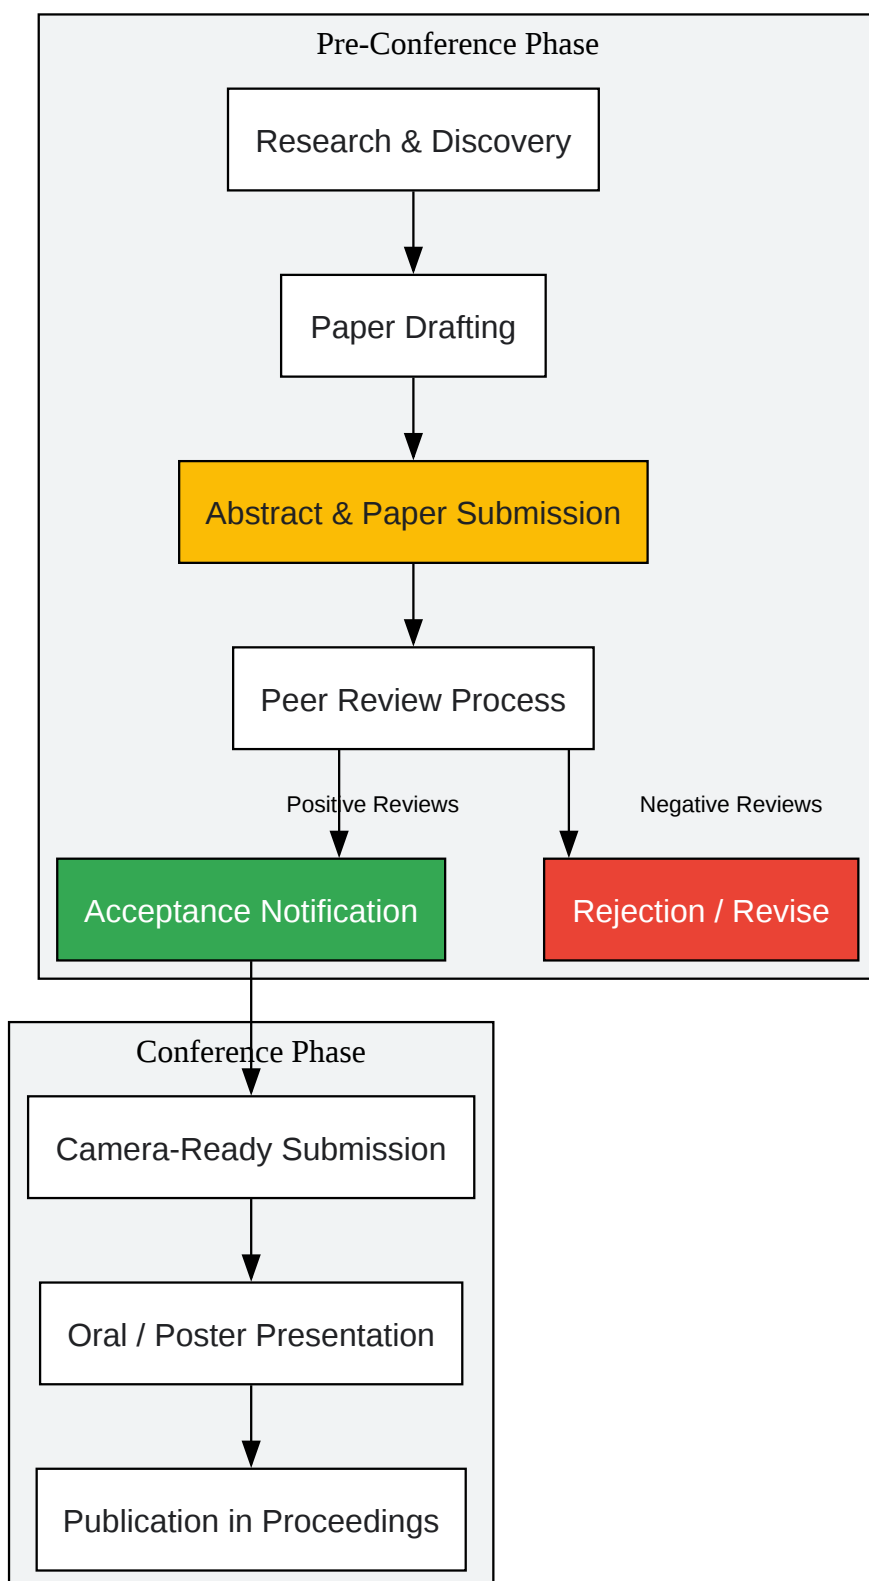 Pre-Conference Phase
Research & Discovery
Paper Drafting
Abstract & Paper Submission
Peer Review Process
Positive Reviews
Negative Reviews
Acceptance Notification
Rejection / Revise
Conference Phase
Camera-Ready Submission
Oral / Poster Presentation
Publication in Proceedings